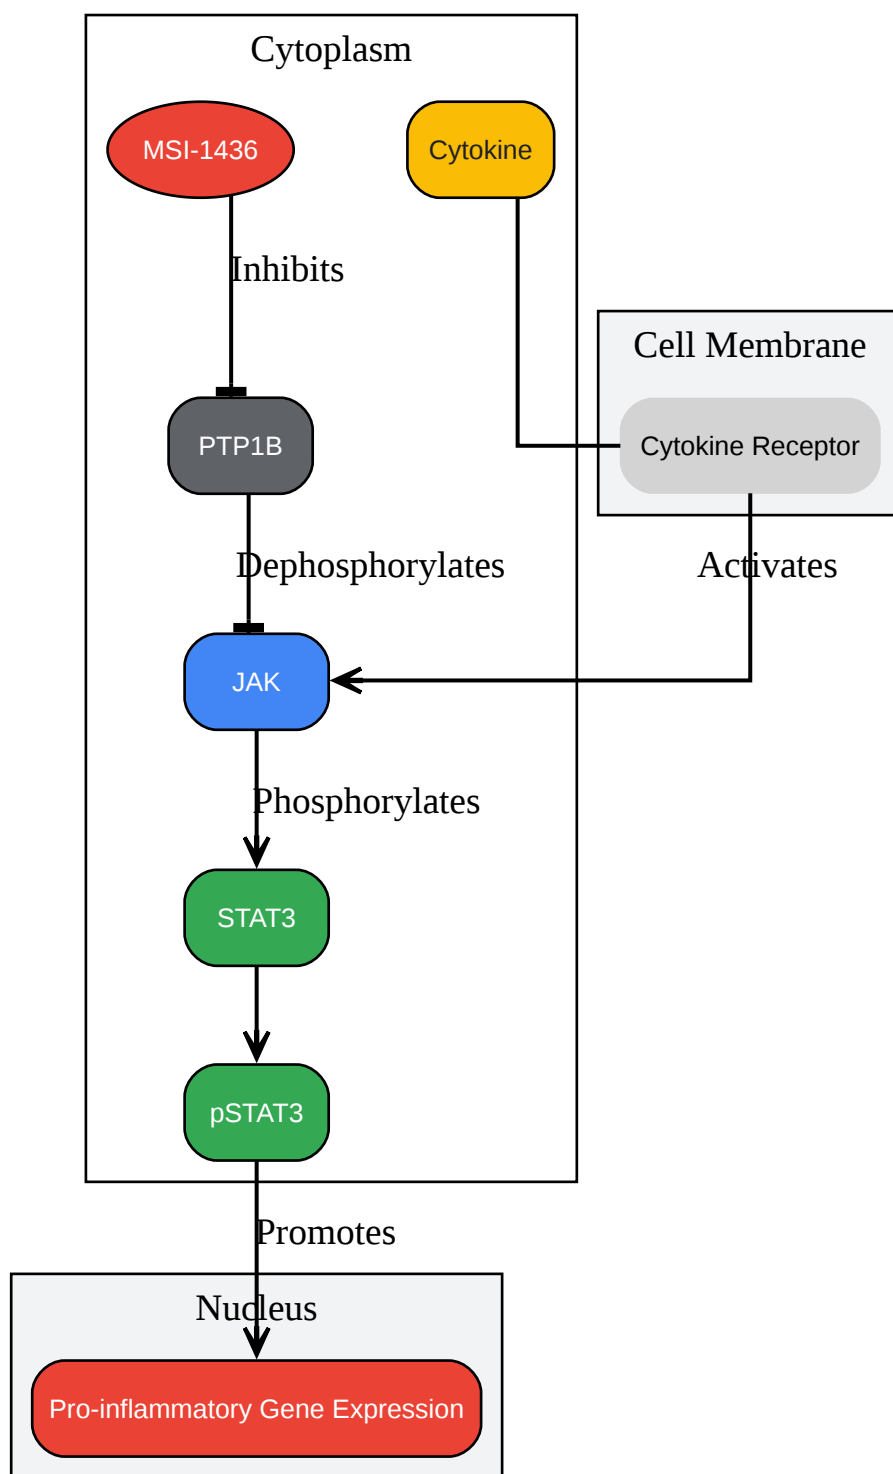 Cytoplasm
MSI-1436
Cytokine
Inhibits
Cell Membrane
PTP1B
Cytokine Receptor
Dephosphorylates
Activates
JAK
Phosphorylates
STAT3
pSTAT3
Promotes
Nucleus
Pro-inflammatory Gene Expression